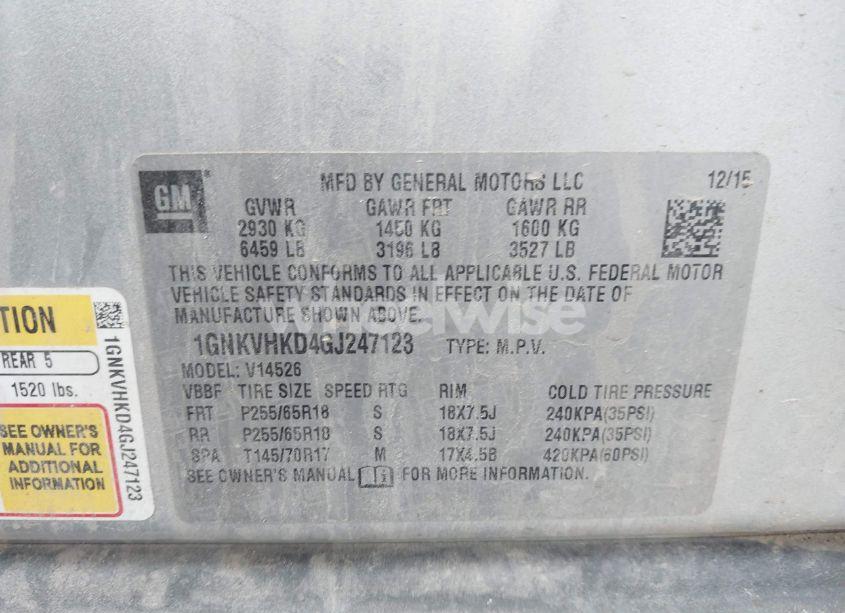 GM
MFD BY GENERAL MOTORS LLC 12/15
GVWR GAWR FRT GAWR RR
2930 KG 1450 KG 1600 KG
6459 LB 3196 LB 3527 LB
THIS VEHICLE CONFORMS TO ALL APPLICABLE U.S. FEDERAL MOTOR
VEHICLE SAFETY STANDARDS IN EFFECT ON THE DATE OF
MANUFACTURE SHOWN ABOVE.
wheelwise
1GNKVHKD4GJ247123 TYPE: M.P.V.
MODEL: V14526
VBBF TIRE SIZE SPEED RTG RIM COLD TIRE PRESSURE
FRT P255/65R18 S 18X7.5J 240KPA(35PSI)
RR P255/65R18 S 18X7.5J 240KPA(35PSI)
SPA T145/70R17 M 17X4.5B 420KPA(60PSI)
SEE OWNER'S MANUAL FOR MORE INFORMATION.
TION
REAR 5
1520 lbs.
SEE OWNER'S
MANUAL FOR
ADDITIONAL
INFORMATION
1GNKVHKD4GJ247123